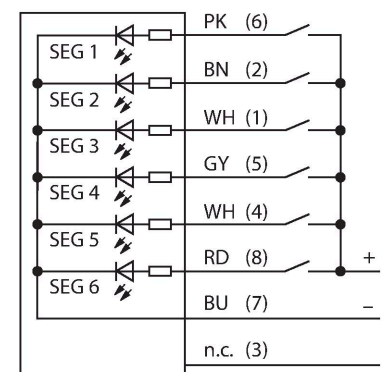 PK (6)
SEG 1
BN (2)
SEG 2
WH (1)
SEG 3
GY (5)
SEG 4
WH (4)
SEG 5
RD (8)
+
SEG 6
BU (7)
–
n.c. (3)